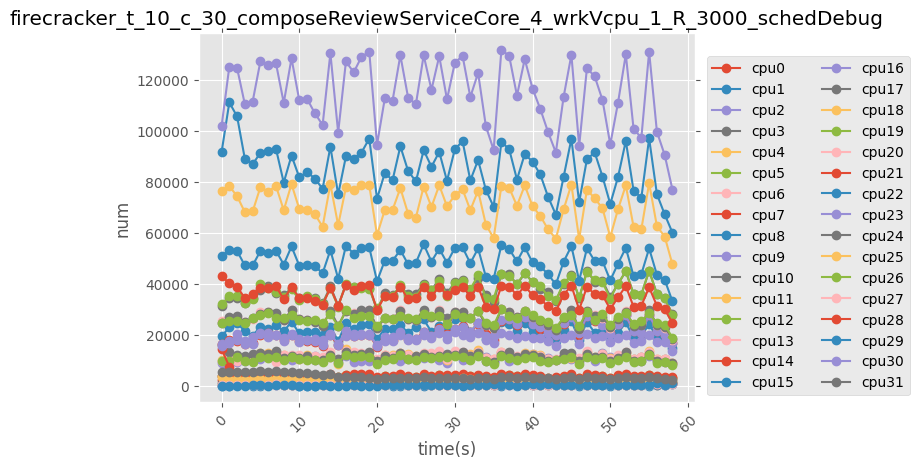 firecracker_t_10_c_30_composeReviewServiceCore_4_wrkVcpu_1_R_3000_schedDebug
num
120000
100000
80000
60000
40000
20000
0
0
10
20
30
40
50
60
time(s)
cpu0
cpu1
cpu2
cpu3
cpu4
cpu5
cpu6
cpu7
cpu8
cpu9
cpu10
cpu11
cpu12
cpu13
cpu14
cpu15
cpu16
cpu17
cpu18
cpu19
cpu20
cpu21
cpu22
cpu23
cpu24
cpu25
cpu26
cpu27
cpu28
cpu29
cpu30
cpu31